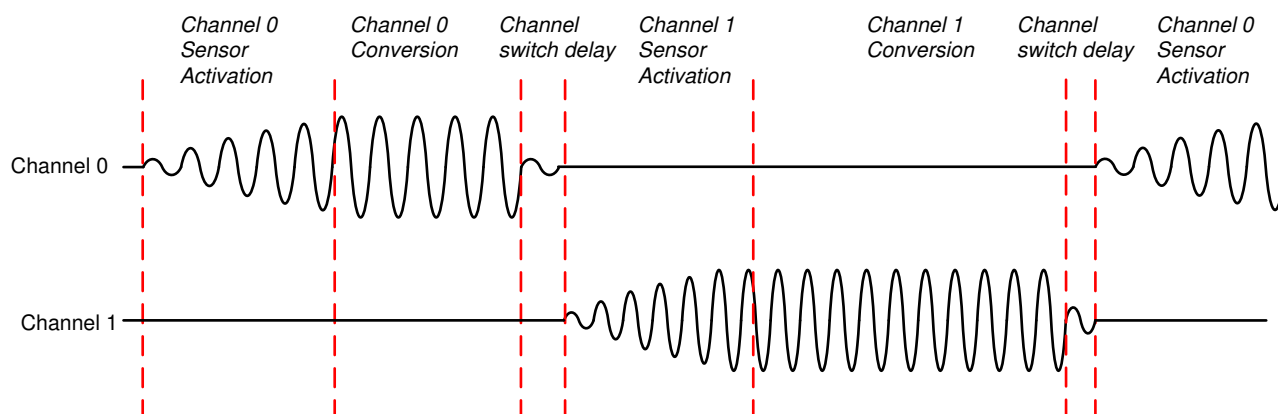 Channel 0
Sensor
Activation
Channel 0
Conversion
Channel
switch delay
Channel 1
Sensor
Activation
Channel 1
Conversion
Channel
switch delay
Channel 0
Sensor
Activation
Channel 0
Channel 1